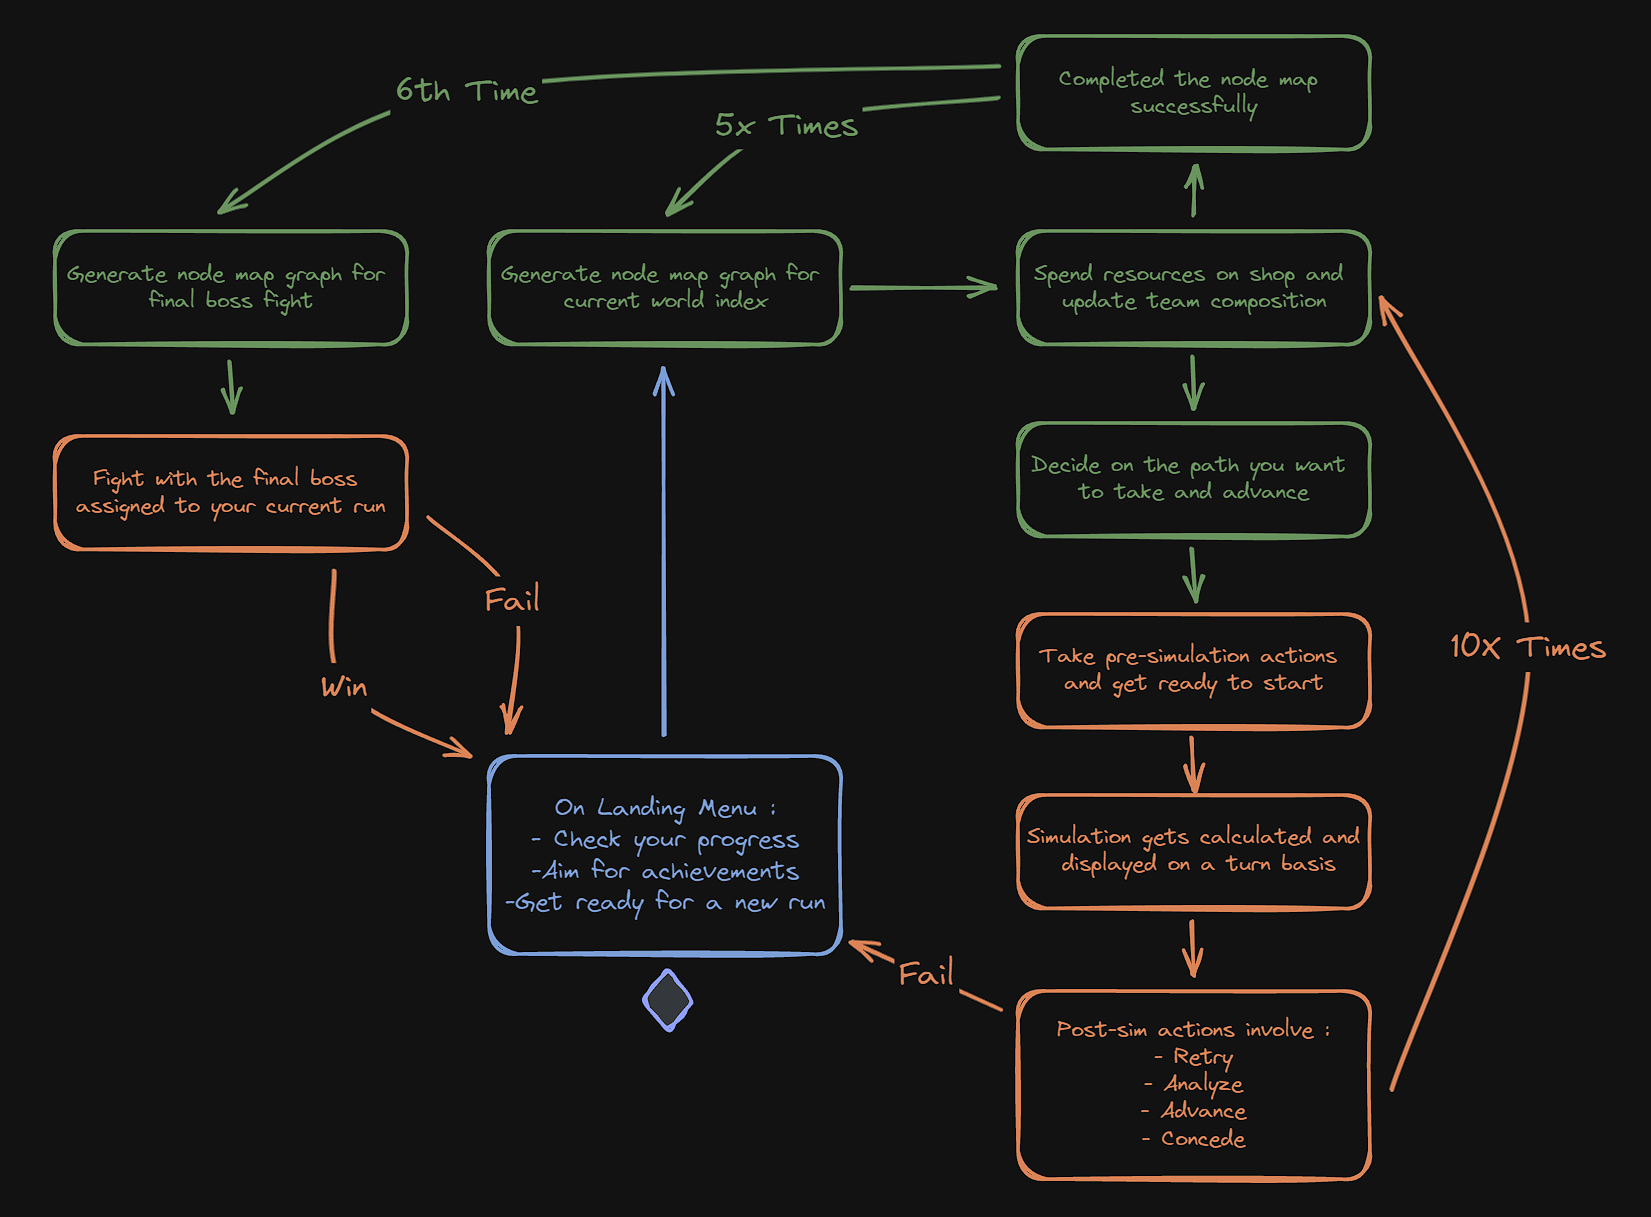 Completed the node map
successfully
6th Time
5x Times
Generate node map graph for
final boss fight
Generate node map graph for
current world index
Spend resources on shop and
update team composition
Fight with the final boss
assigned to your current run
Decide on the path you want
to take and advance
Fail
Win
10X Times
Take pre-simulation actions
and get ready to start
On Landing Menu :
- Check your progress
-Aim for achievements
-Get ready for a new run
Simulation gets calculated and
displayed on a turn basis
Fail
Post-sim actions involve :
- Retry
- Analyze
- Advance
- Concede